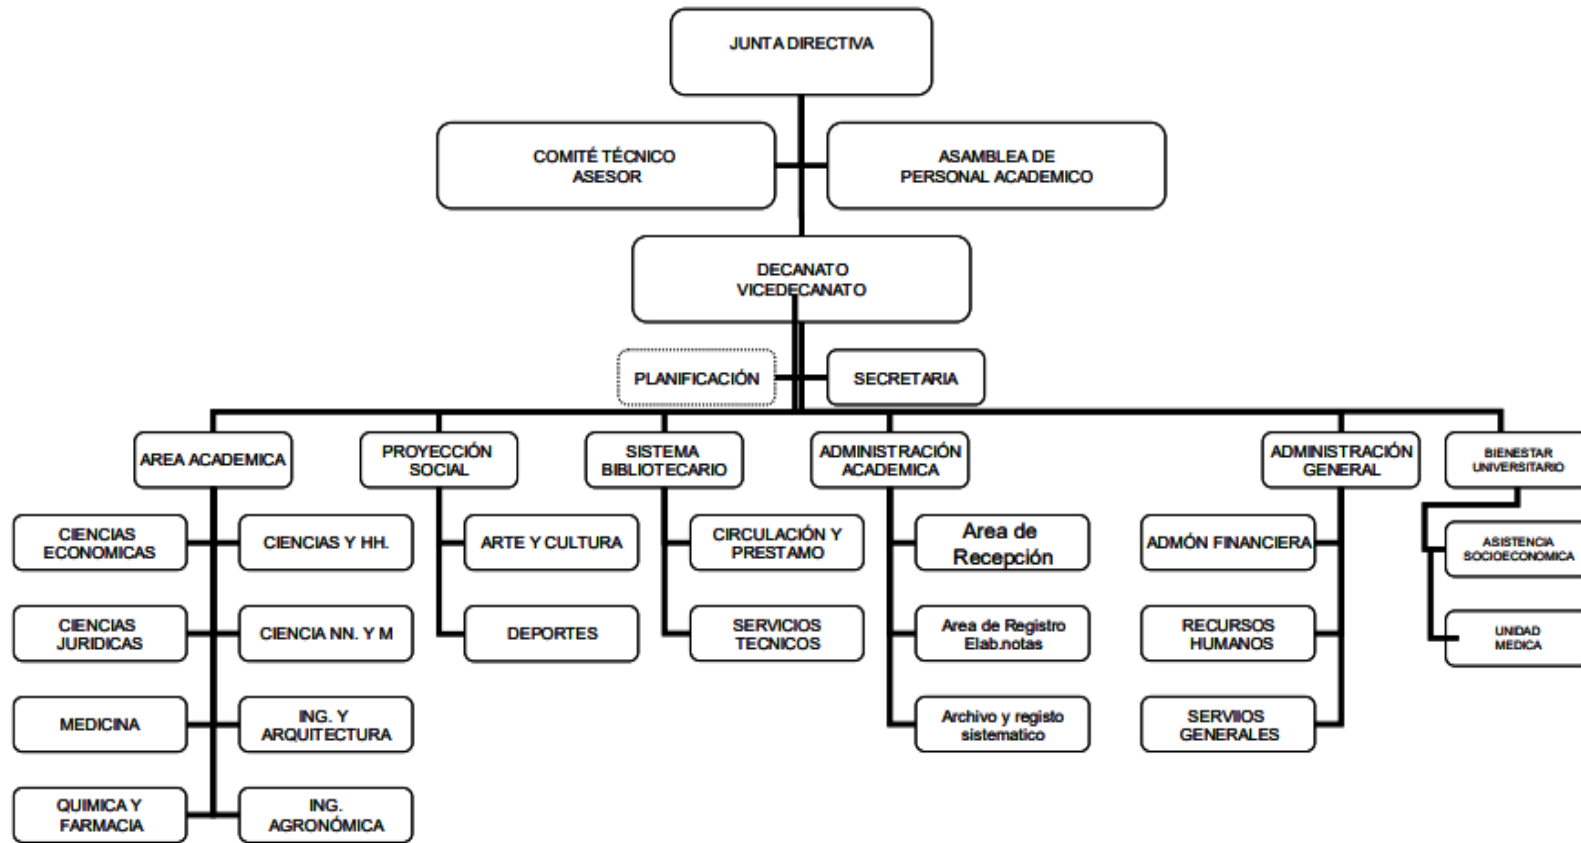 JUNTA DIRECTIVA
COMITÉ TÉCNICO
ASESOR
ASAMBLEA DE
PERSONAL ACADEMICO
DECANATO
VICEDECANATO
PLANIFICACIÓN
SECRETARIA
AREA ACADEMICA
PROYECCIÓN
SOCIAL
SISTEMA
BIBLIOTECARIO
ADMINISTRACIÓN
ACADEMICA
ADMINISTRACIÓN
GENERAL
BIENESTAR
UNIVERSITARIO
CIENCIAS
ECONOMICAS
CIENCIAS Y HH.
ARTE Y CULTURA
CIRCULACIÓN Y
PRESTAMO
Area de
Recepción
ADMÓN FINANCIERA
ASISTENCIA
SOCIOECONOMICA
CIENCIAS
JURIDICAS
CIENCIA NN. Y M
DEPORTES
SERVICIOS
TECNICOS
Area de Registro
Elab.notas
RECURSOS
HUMANOS
UNIDAD
MEDICA
MEDICINA
ING. Y
ARQUITECTURA
Archivo y registo
sistematico
SERVIIOS
GENERALES
QUIMICA Y
FARMACIA
ING.
AGRONÓMICA